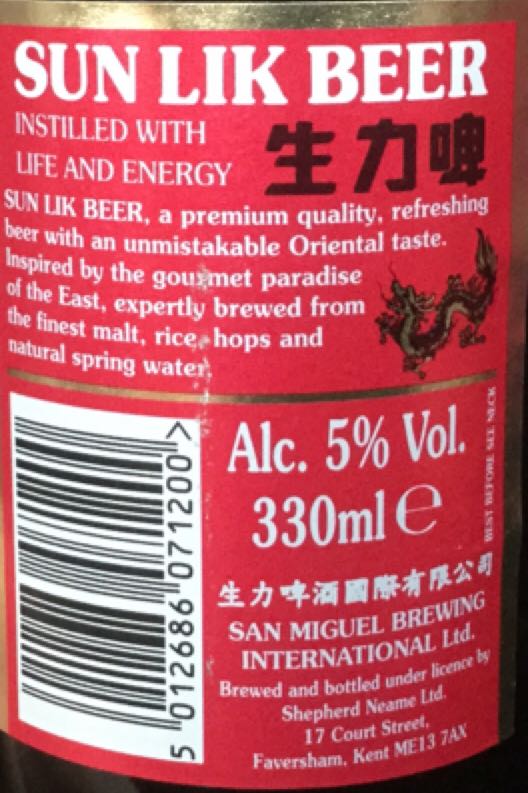 SUN LIK BEER
INSTILLED WITH
LIFE AND ENERGY
生力啤
SUN LIK BEER, a premium quality, refreshing
beer with an unmistakable Oriental taste.
Inspired by the gourmet paradise
of the East, expertly brewed from
the finest malt, rice, hops and
natural spring water.
Alc. 5% Vol.
330ml ℮
BEST BEFORE SEE NECK
生力啤酒國際有限公司
SAN MIGUEL BREWING
INTERNATIONAL Ltd.
Brewed and bottled under licence by
Shepherd Neame Ltd.
17 Court Street,
Faversham, Kent ME13 7AX
5 012686 071200 >